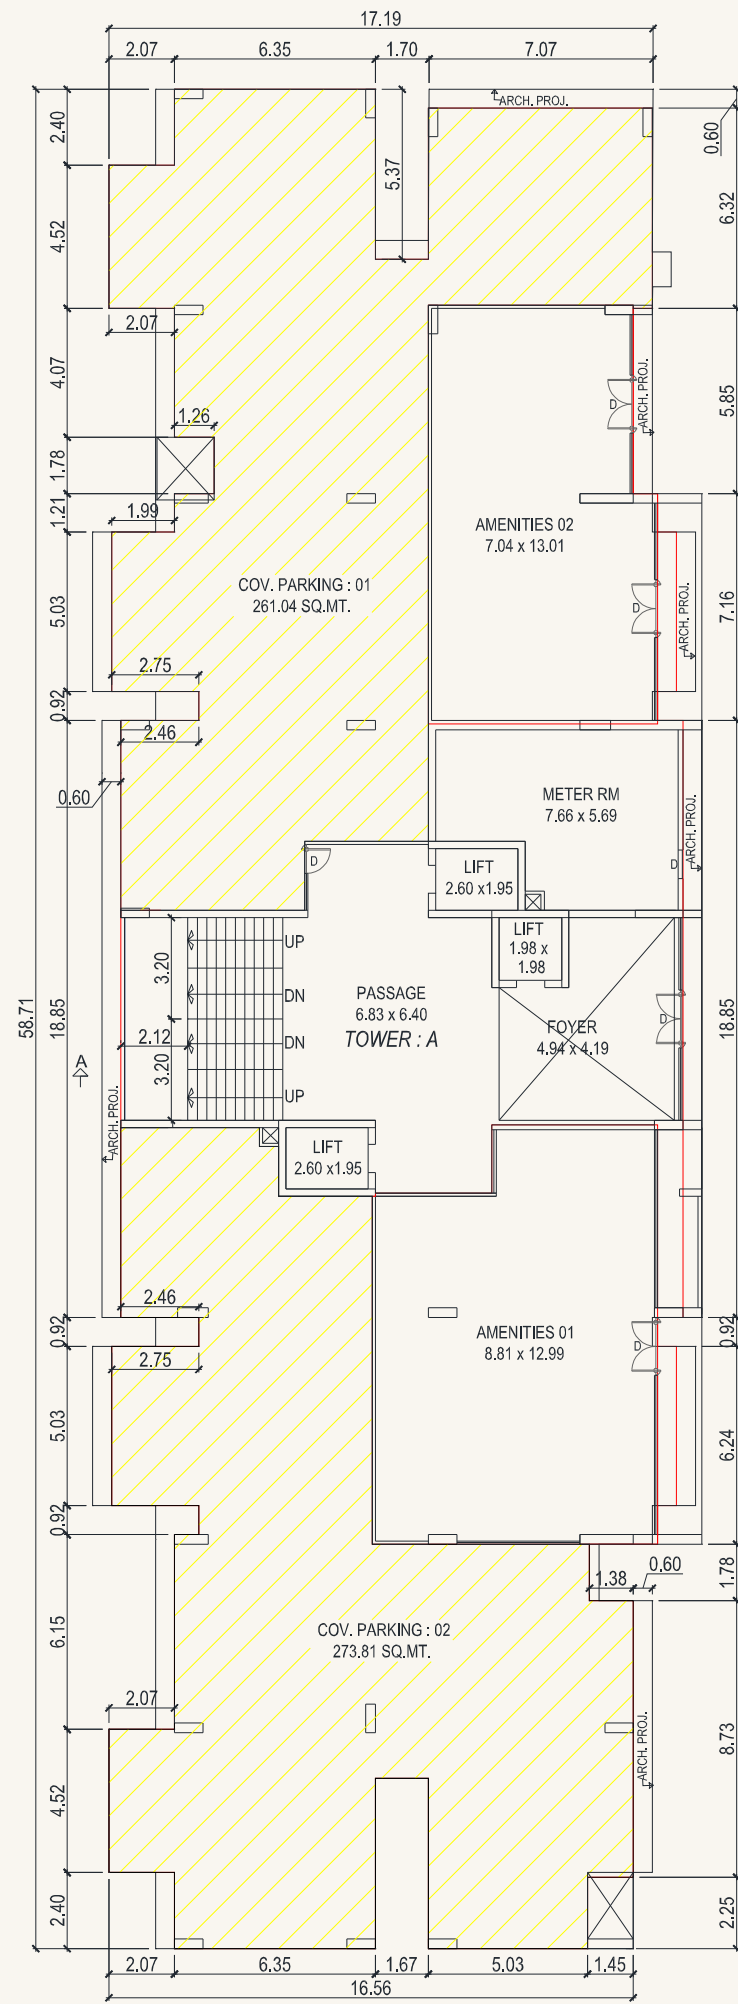 17.19
2.07
6.35
1.70
7.07
ARCH. PROJ.
2.40
0.60
5.37
6.32
4.52
2.07
4.07
ARCH. PROJ.
5.85
D
1.26
1.78
1.21
1.99
AMENITIES 02
7.04 x 13.01
COV. PARKING : 01
261.04 SQ.MT.
5.03
D
ARCH. PROJ.
7.16
2.75
0.92
2.46
0.60
METER RM
7.66 x 5.69
ARCH. PROJ.
D
D
LIFT
2.60 x1.95
LIFT
1.98 x
1.98
UP
3.20
DN
PASSAGE
6.83 x 6.40
TOWER : A
58.71
18.85
18.85
2.12
DN
FOYER
4.94 x 4.19
D
A
3.20
UP
ARCH. PROJ.
LIFT
2.60 x1.95
2.46
0.92
0.92
2.75
AMENITIES 01
8.81 x 12.99
D
5.03
6.24
0.92
1.38
0.60
1.78
COV. PARKING : 02
273.81 SQ.MT.
6.15
2.07
ARCH. PROJ.
8.73
4.52
2.40
2.25
2.07
6.35
1.67
5.03
1.45
16.56